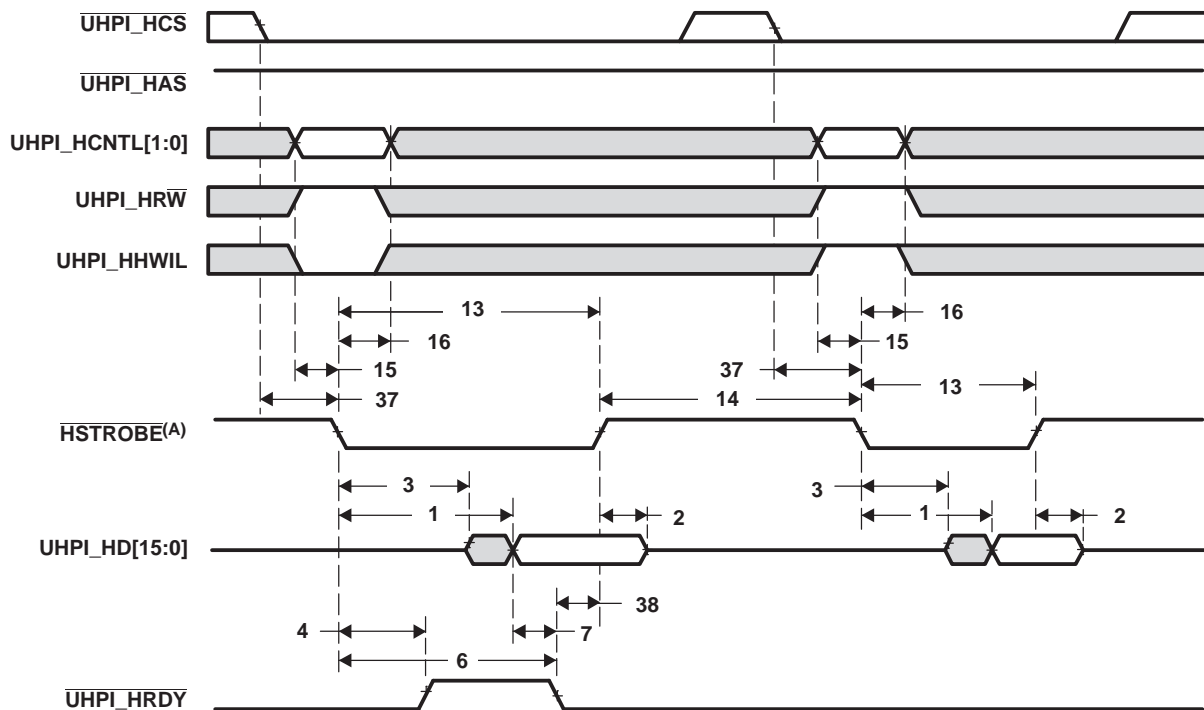 UHPI_HCS
UHPI_HAS
UHPI_HCNTL[1:0]
UHPI_HRW
UHPI_HHWIL
13
16
16
15
15
37
37
13
14
HSTROBE(A)
3
3
1
1
2
2
UHPI_HD[15:0]
38
4
7
6
UHPI_HRDY